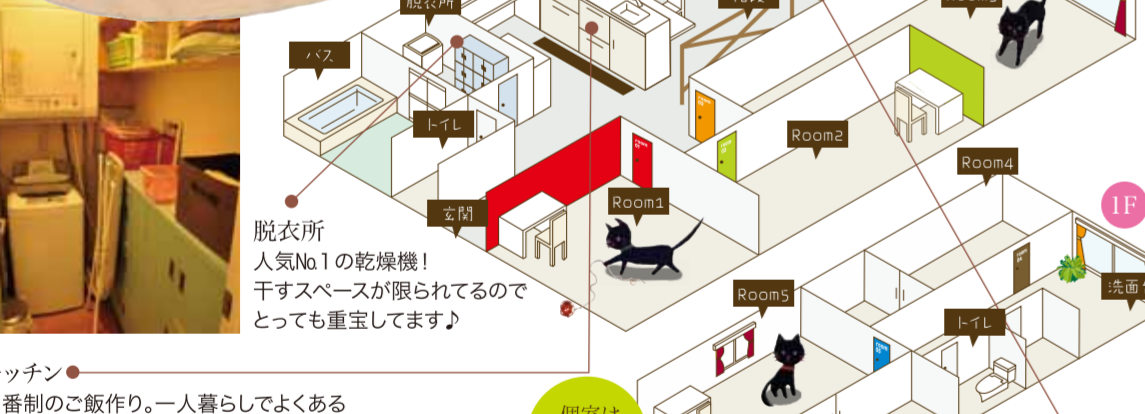 脱衣所
バス
トイレ
玄関
Room1
Room2
Room4
1F
Room5
トイレ
脱衣所
人気No.1の乾燥機！
干すスペースが限られてるので
とっても重宝してます♪
ッチン
番制のご飯作り。一人暮らしでよくある
個室は